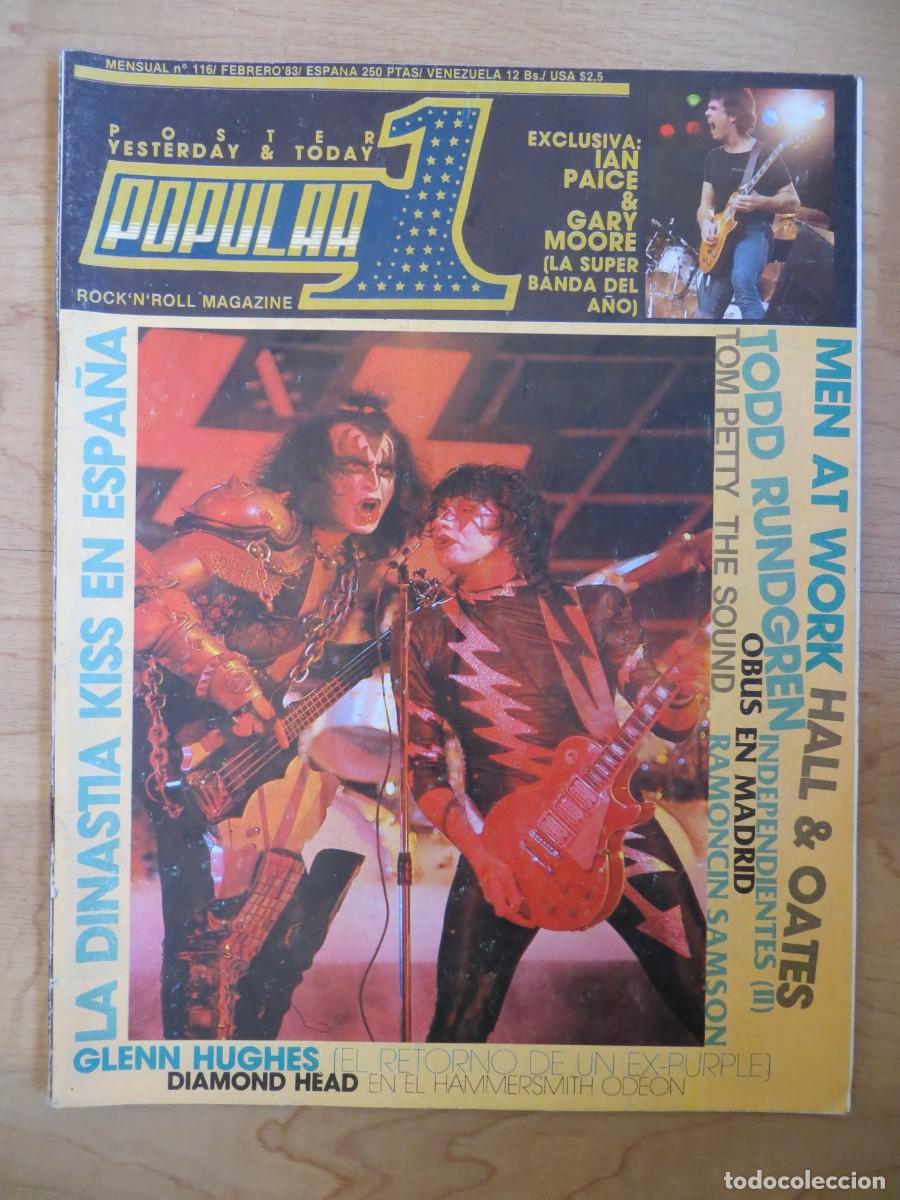 MENSUAL nº 116/ FEBRERO'83/ ESPANA 250 PTAS/ VENEZUELA 12 Bs./ USA $2,5
POSTER
YESTERDAY & TODAY
POPULAR 1
ROCK'N'ROLL MAGAZINE
EXCLUSIVA:
IAN
PAICE
&
GARY
MOORE
(LA SUPER
BANDA DEL
AÑO)
LA DINASTIA KISS EN ESPAÑA
MEN AT WORK HALL & OATES
TODD RUNDGREN INDEPENDIENTES (II)
OBUS EN MADRID
TOM PETTY THE SOUND RAMONCIN SAMSON
GLENN HUGHES (EL RETORNO DE UN EX-PURPLE)
DIAMOND HEAD EN EL HAMMERSMITH ODEON
todocoleccion